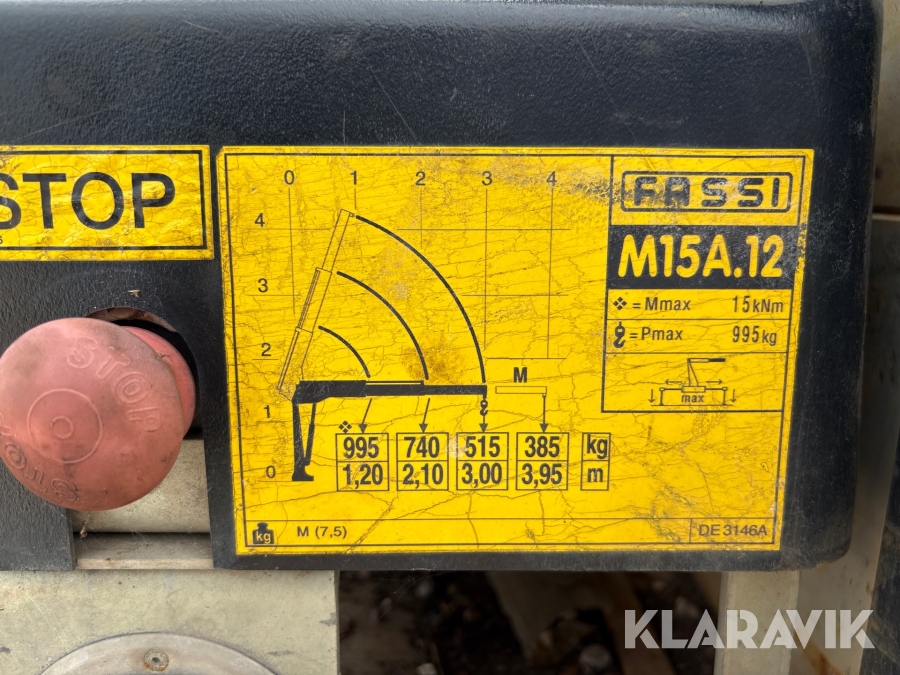 STOP
0 1 2 3 4
4
3
2
1
0
M
995 740 515 385 kg
1,20 2,10 3,00 3,95 m
kg M (7,5)
DE 3146A
FASSI
M15A.12
= Mmax 15kNm
= Pmax 995kg
max
STOP
KLARAVIK